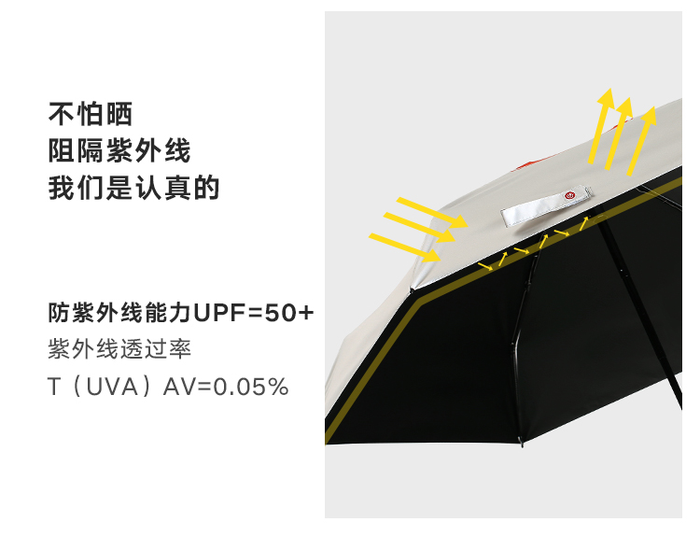 不怕晒
阻隔紫外线
我们是认真的
防紫外线能力UPF=50+
紫外线透过率
T（UVA）AV=0.05%